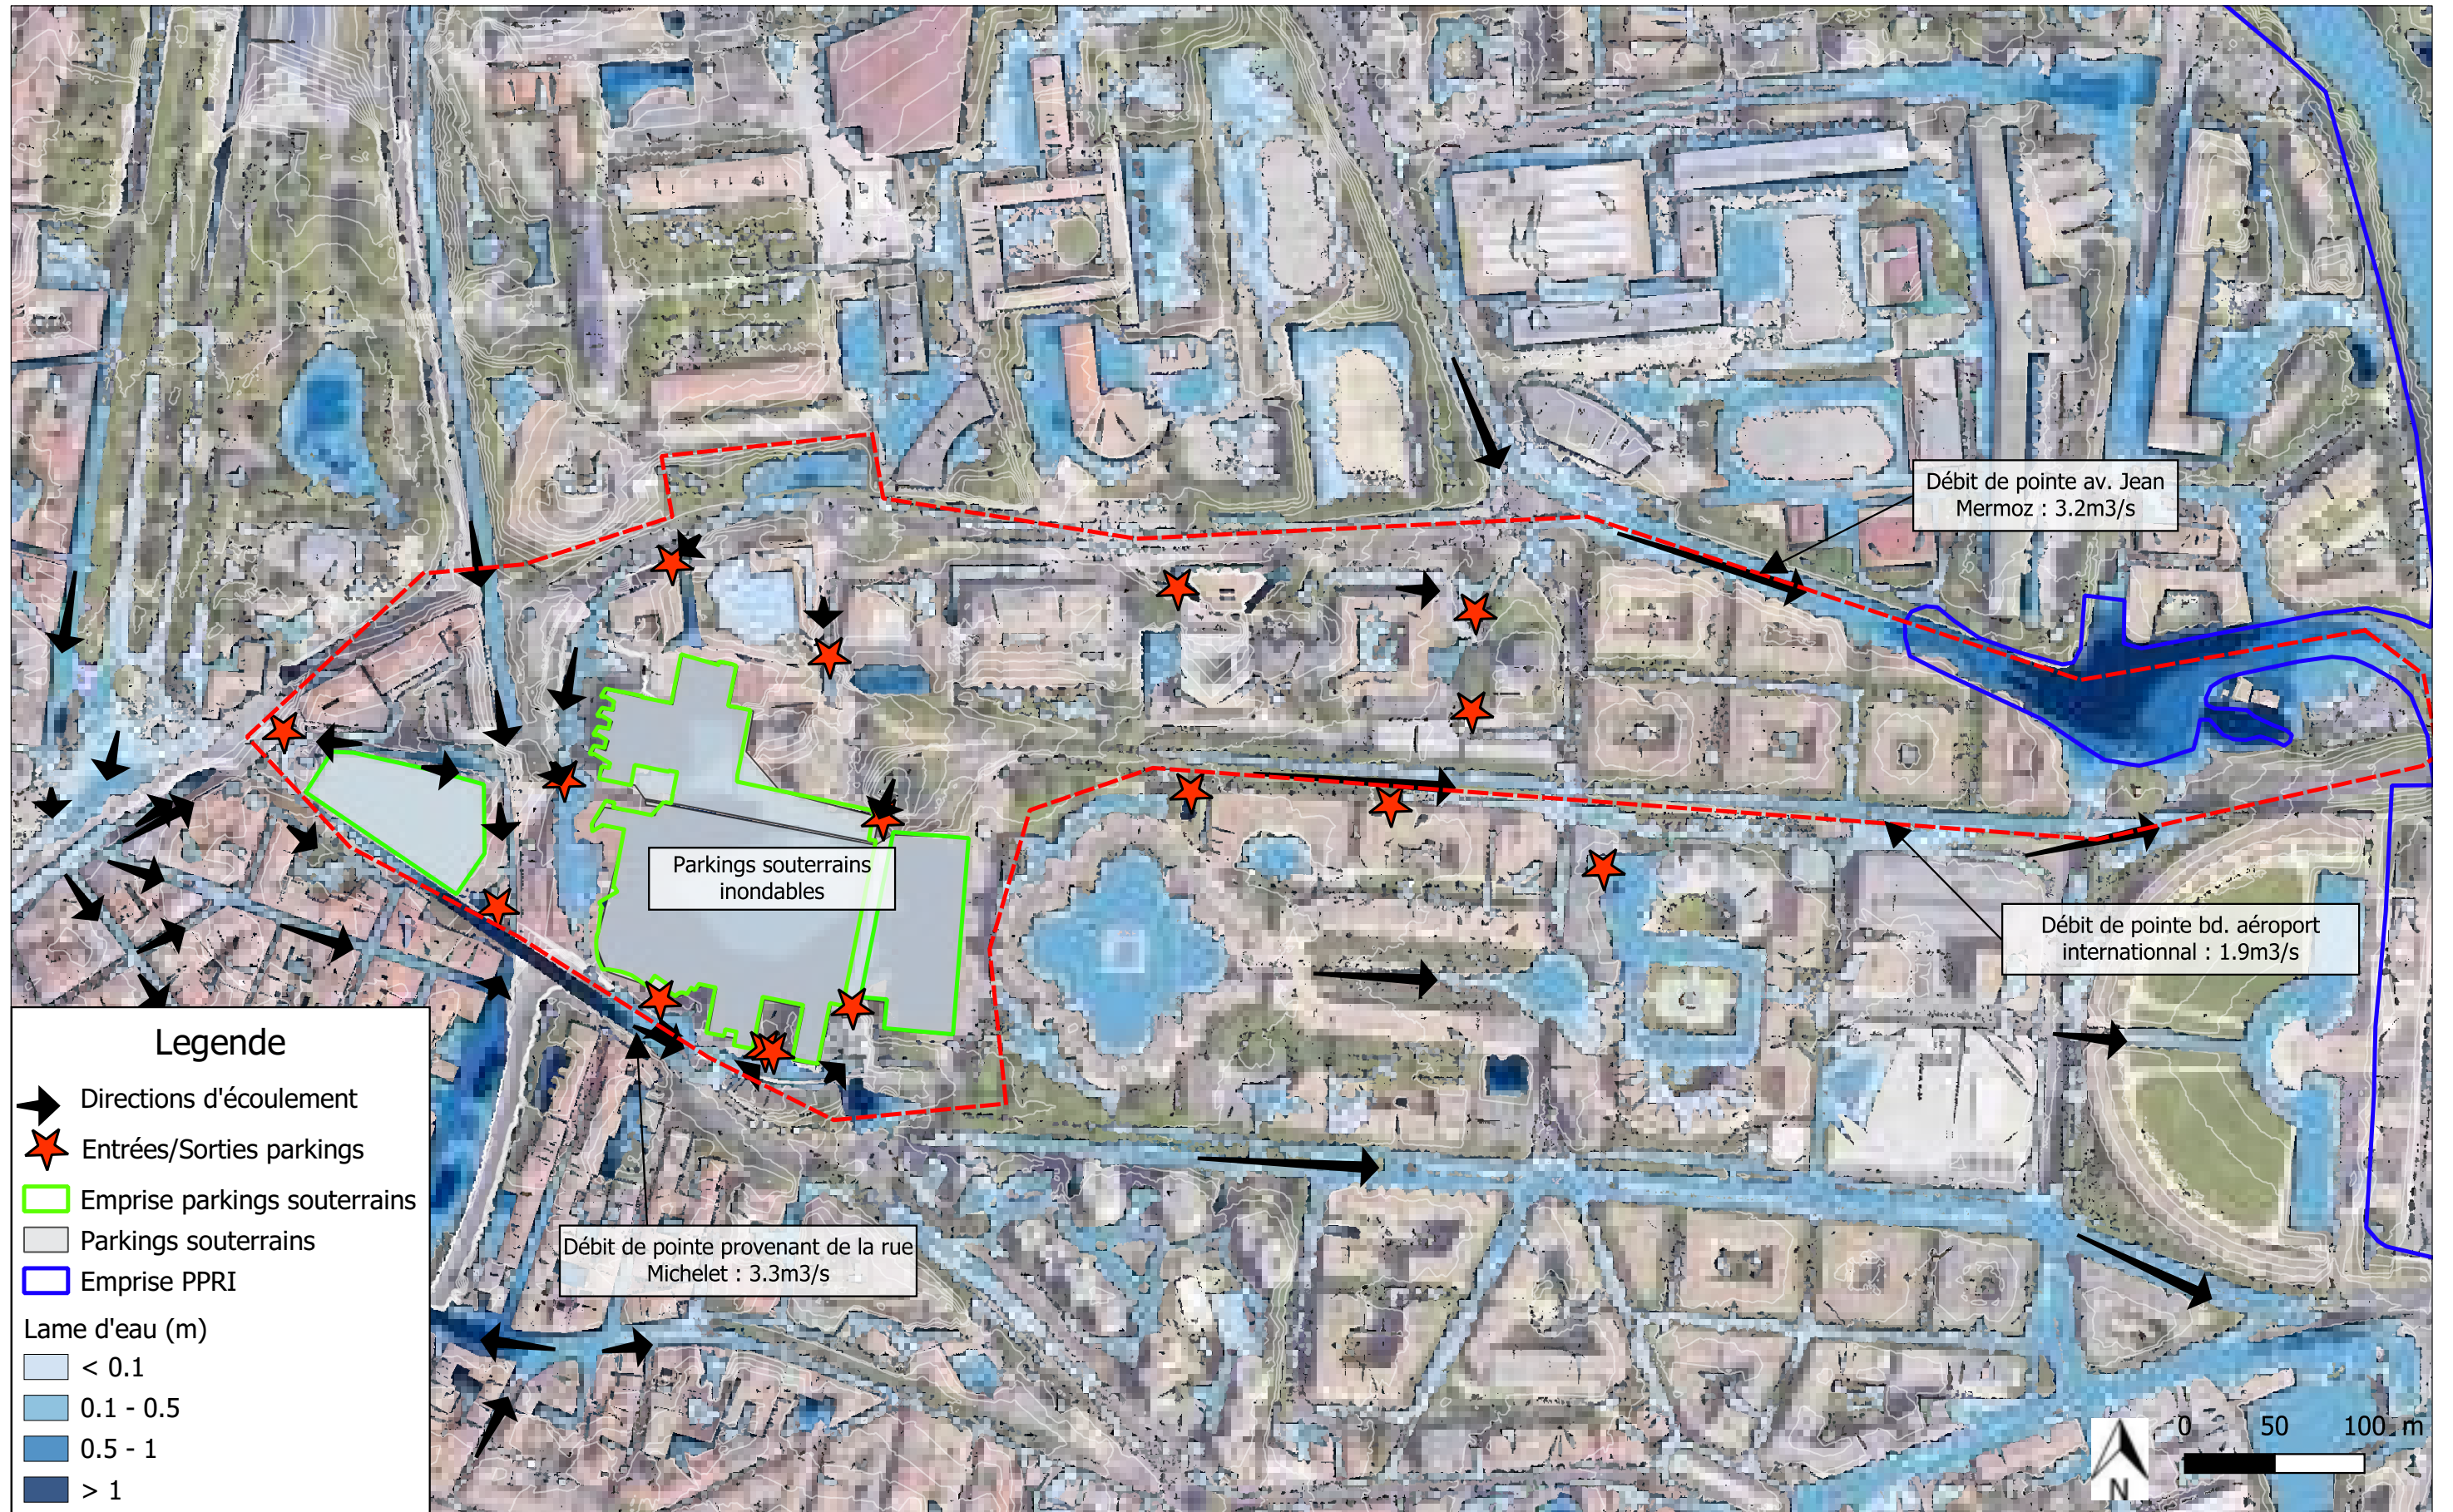 Débit de pointe av. Jean
Mermoz : 3.2m3/s
Parkings souterrains
inondables
Débit de pointe bd. aéroport
internationnal : 1.9m3/s
Débit de pointe provenant de la rue
Michelet : 3.3m3/s
Legende
Directions d'écoulement
Entrées/Sorties parkings
Emprise parkings souterrains
Parkings souterrains
Emprise PPRI
Lame d'eau (m)
< 0.1
0.1 - 0.5
0.5 - 1
> 1
0 50 100 m
N